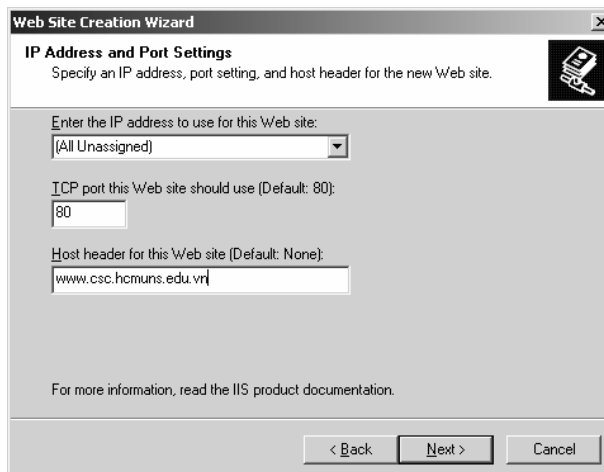 Web Site Creation Wizard
IP Address and Port Settings
Specify an IP address, port setting, and host header for the new Web site.
Enter the IP address to use for this Web site:
(All Unassigned)
TCP port this Web site should use (Default: 80):
80
Host header for this Web site (Default: None):
www.csc.hcmuns.edu.vn
For more information, read the IIS product documentation.
< Back Next > Cancel